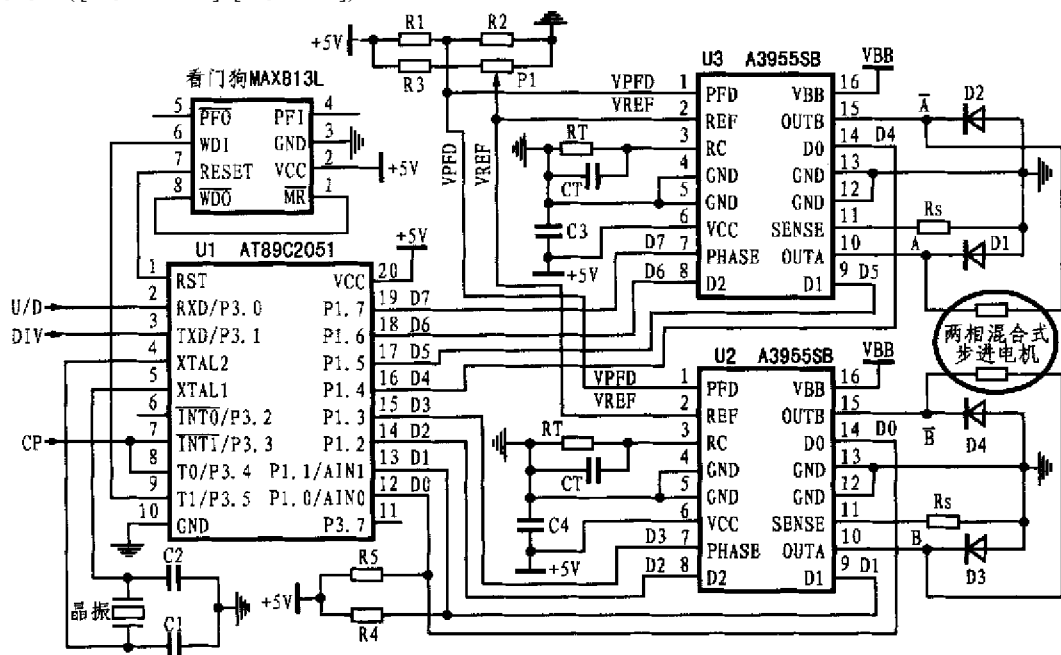 R1 R2
+5V
R3 P1
看门狗MAX813L
5 PFO PFI 4
6 WDI GND 3
7 RESET VCC 2
+5V
8 WDO MR 1
VPFD
VREF
VPFD
VREF
RT
CT
C3
+5V
U3 A3955SB
VBB
1 PFD VBB 16
2 REF OUTB 15
3 RC D0 14 D4
4 GND GND 13
5 GND GND 12
6 VCC SENSE 11
D7 7 PHASE OUTA 10
D6 8 D2 D1 9 D5
A̅
D2
Rs
A
D1
两相混合式
步进电机
U1 AT89C2051
+5V
1 RST VCC 20
U/D 2 RXD/P3.0 P1.7 19 D7
DIV 3 TXD/P3.1 P1.6 18 D6
4 XTAL2 P1.5 17 D5
5 XTAL1 P1.4 16 D4
6 INT0/P3.2 P1.3 15 D3
CP 7 INT1/P3.3 P1.2 14 D2
8 T0/P3.4 P1.1/AIN1 13 D1
9 T1/P3.5 P1.0/AIN0 12 D0
10 GND P3.7 11
VPFD
VREF
RT
CT
C4
+5V
U2 A3955SB
VBB
1 PFD VBB 16
2 REF OUTB 15
3 RC D0 14 D0
4 GND GND 13
5 GND GND 12
6 VCC SENSE 11
D3 7 PHASE OUTA 10
D2 8 D2 D1 9 D1
B̅
D4
Rs
B
D3
C2
晶振
C1
+5V
R5
R4